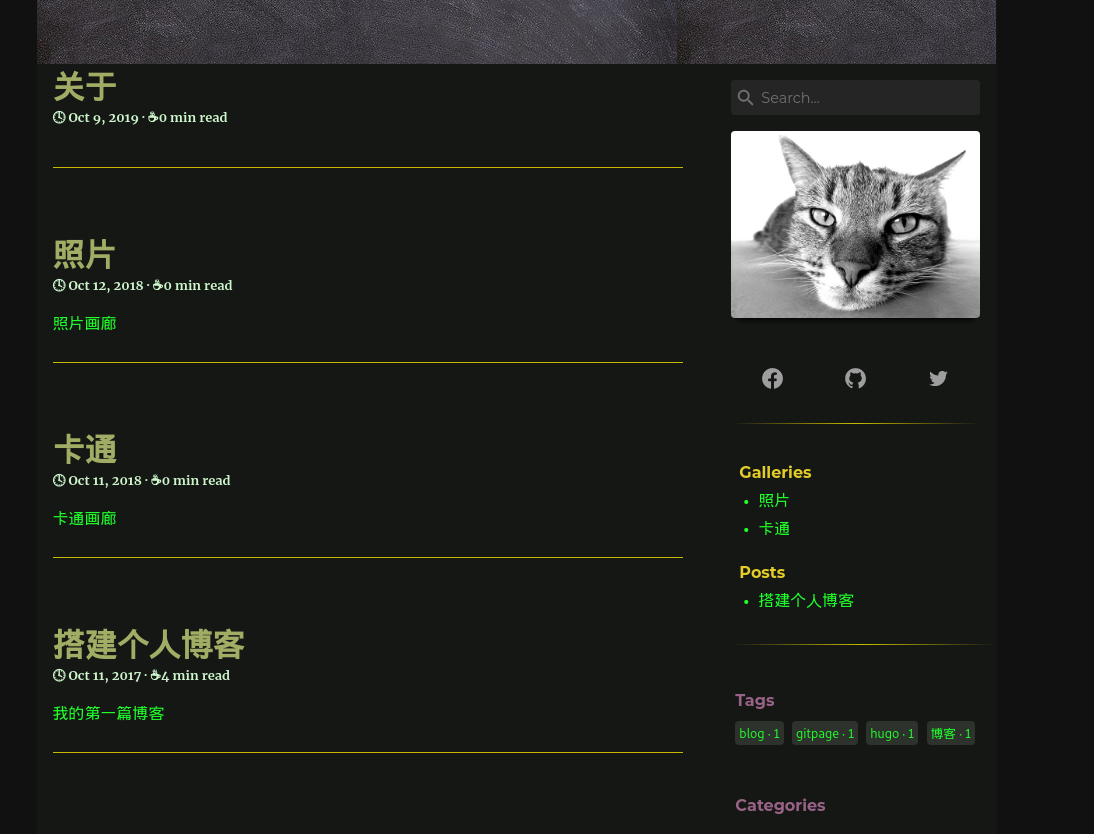 关于
Oct 9, 2019 · 0 min read
照片
Oct 12, 2018 · 0 min read
照片画廊
卡通
Oct 11, 2018 · 0 min read
卡通画廊
搭建个人博客
Oct 11, 2017 · 4 min read
我的第一篇博客
Search...
Galleries
• 照片
• 卡通
Posts
• 搭建个人博客
Tags
blog · 1 gitpage · 1 hugo · 1 博客 · 1
Categories